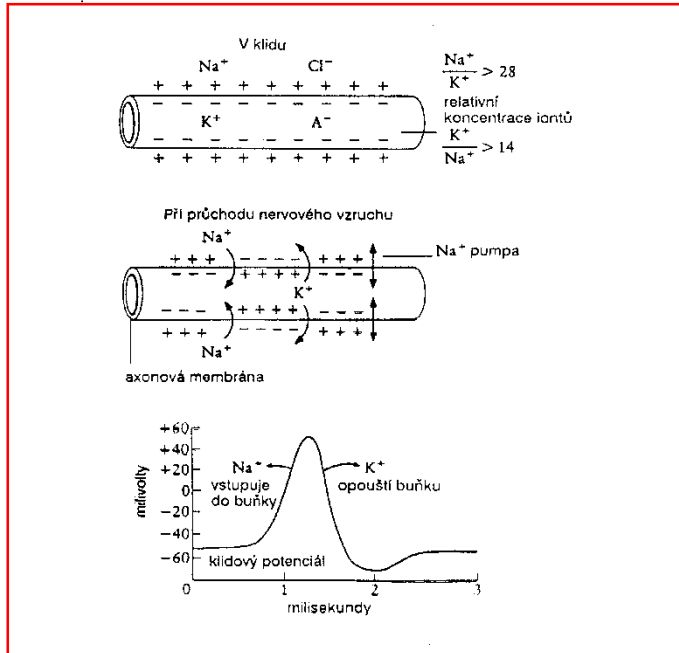 V klidu
Na⁺ Cl⁻
+ + + + + + + + +
− − − − − − − − −
K⁺ A⁻
− − − − − − − − −
+ + + + + + + + +
Na⁺/K⁺ > 28
relativní
koncentrace iontů
K⁺/Na⁺ > 14
Při průchodu nervového vzruchu
Na⁺
+ + + − − − − + + +
− − − + + + + − − −
K⁺
− − − + + + + − − −
+ + + − − − − + + +
Na⁺
Na⁺ pumpa
axonová membrána
milivolty
+60
+40
+20
0
−20
−40
−60
Na⁺
vstupuje
do buňky
K⁺
opouští buňku
klidový potenciál
0 1 2 3
milisekundy